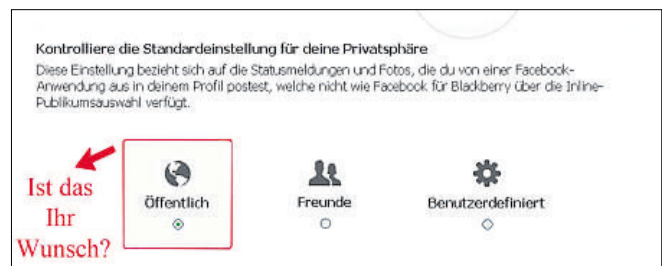 Kontrolliere die Standardeinstellung für deine Privatsphäre
Diese Einstellung bezieht sich auf die Statusmeldungen und Fotos, die du von einer Facebook-
Anwendung aus in deinem Profil postest, welche nicht wie Facebook für Blackberry über die Inline-
Publikumsauswahl verfügt.
Öffentlich
Freunde
Benutzerdefiniert
Ist das
Ihr
Wunsch?